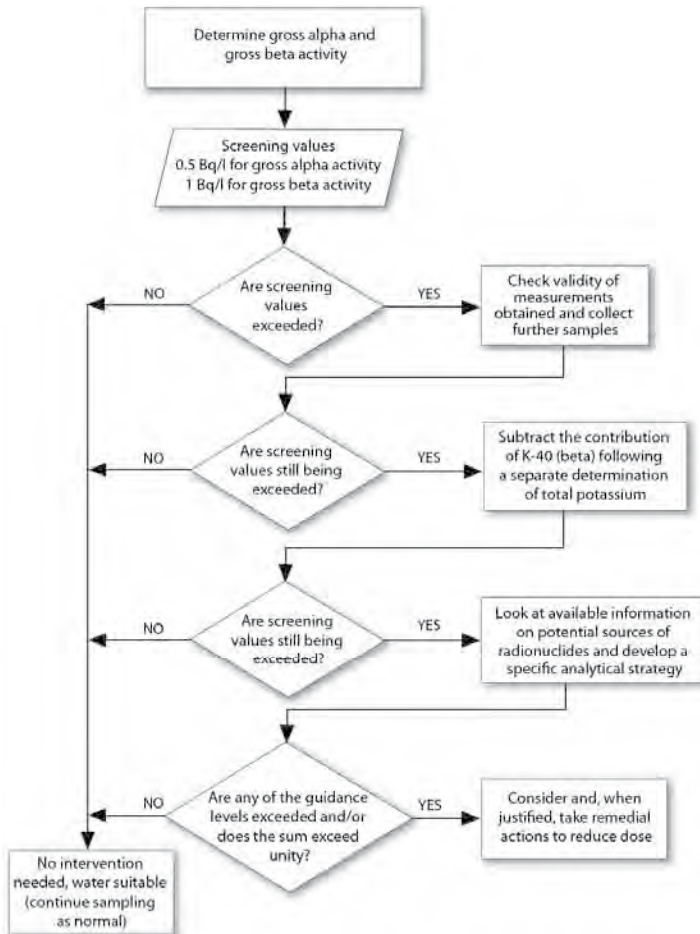 Determine gross alpha and
gross beta activity
Screening values
0.5 Bq/l for gross alpha activity
1 Bq/l for gross beta activity
Are screening
values
exceeded?
NO
YES
Check validity of
measurements
obtained and collect
further samples
Are screening
values still being
exceeded?
NO
YES
Subtract the contribution
of K-40 (beta) following
a separate determination
of total potassium
Are screening
values still being
exceeded?
NO
YES
Look at available information
on potential sources of
radionuclides and develop a
specific analytical strategy
Are any of the guidance
levels exceeded and/or
does the sum exceed
unity?
NO
YES
Consider and, when
justified, take remedial
actions to reduce dose
No intervention
needed, water suitable
(continue sampling
as normal)